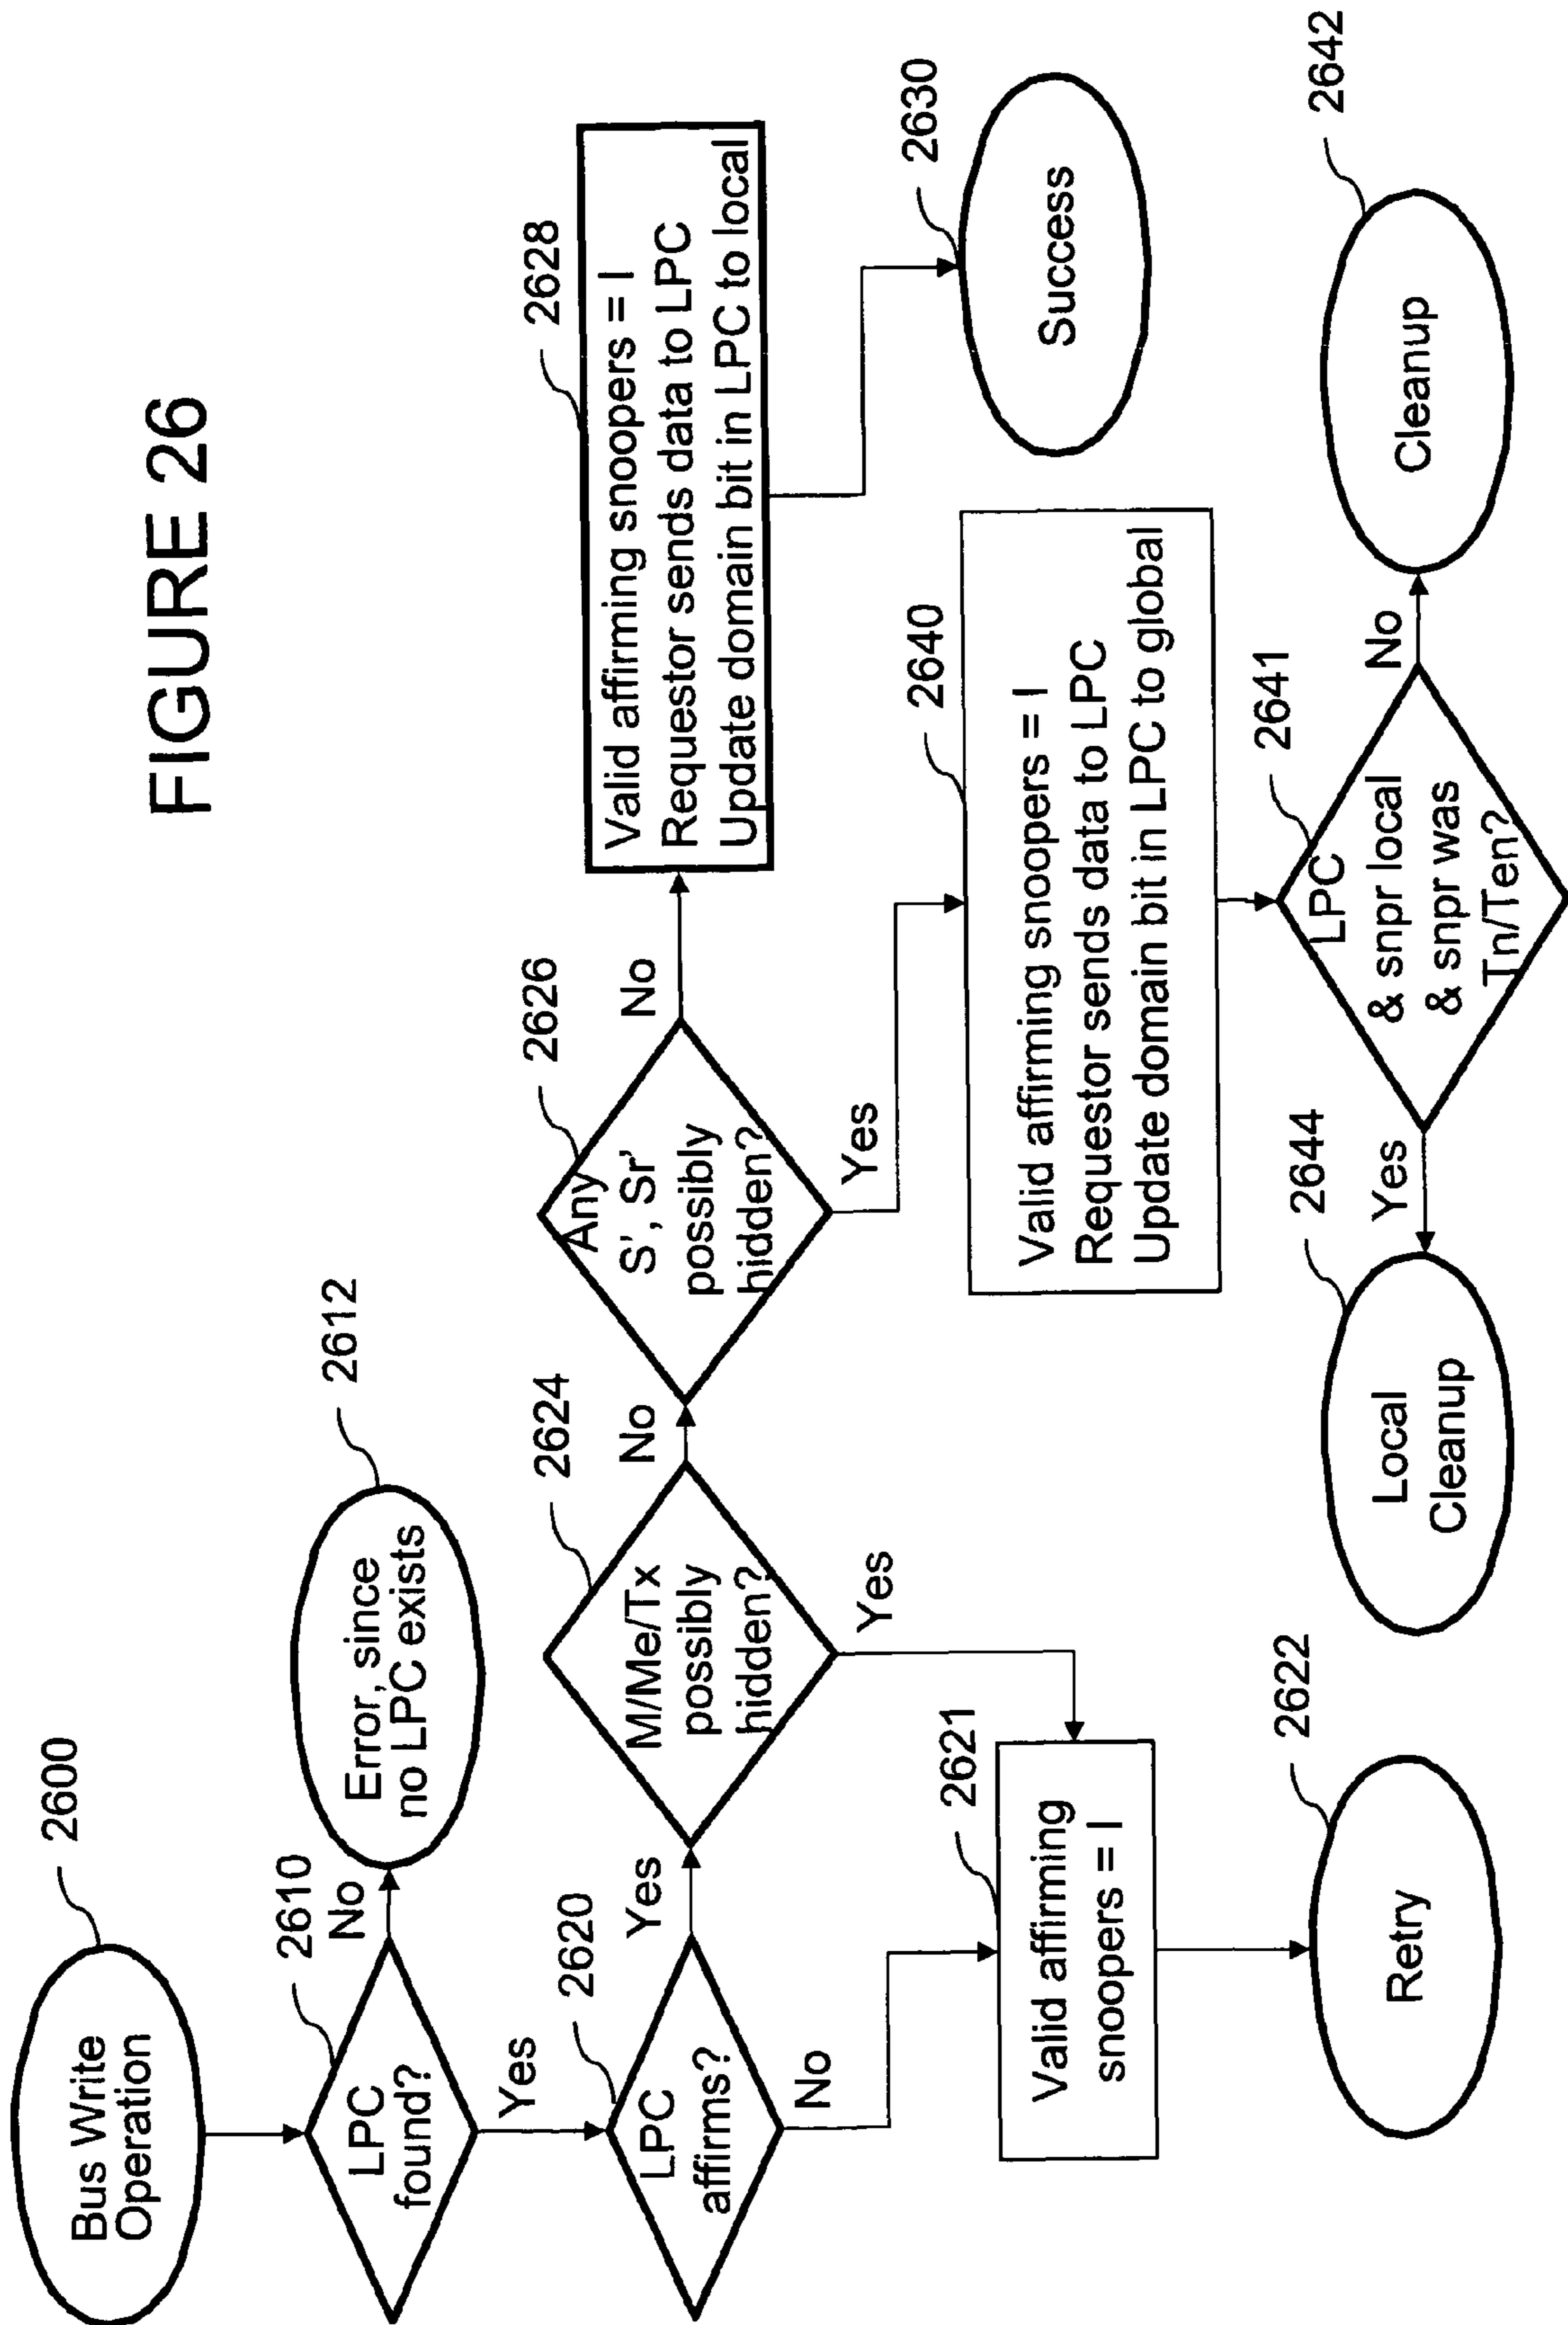 FIGURE 26
2600
Bus Write
Operation
2610
LPC
found?
No
2612
Error, since
no LPC exists
Yes
2620
LPC
affirms?
No
Yes
2621
Valid affirming
snoopers = I
2622
Retry
2624
M/Me/Tx
possibly
hidden?
Yes
No
2626
Any
S', Sr'
possibly
hidden?
No
Yes
2628
Valid affirming snoopers = I
Requestor sends data to LPC
Update domain bit in LPC to local
2630
Success
2640
Valid affirming snoopers = I
Requestor sends data to LPC
Update domain bit in LPC to global
2641
LPC
& snpr local
& snpr was
Tn/Ten?
No
2642
Cleanup
Yes
2644
Local
Cleanup